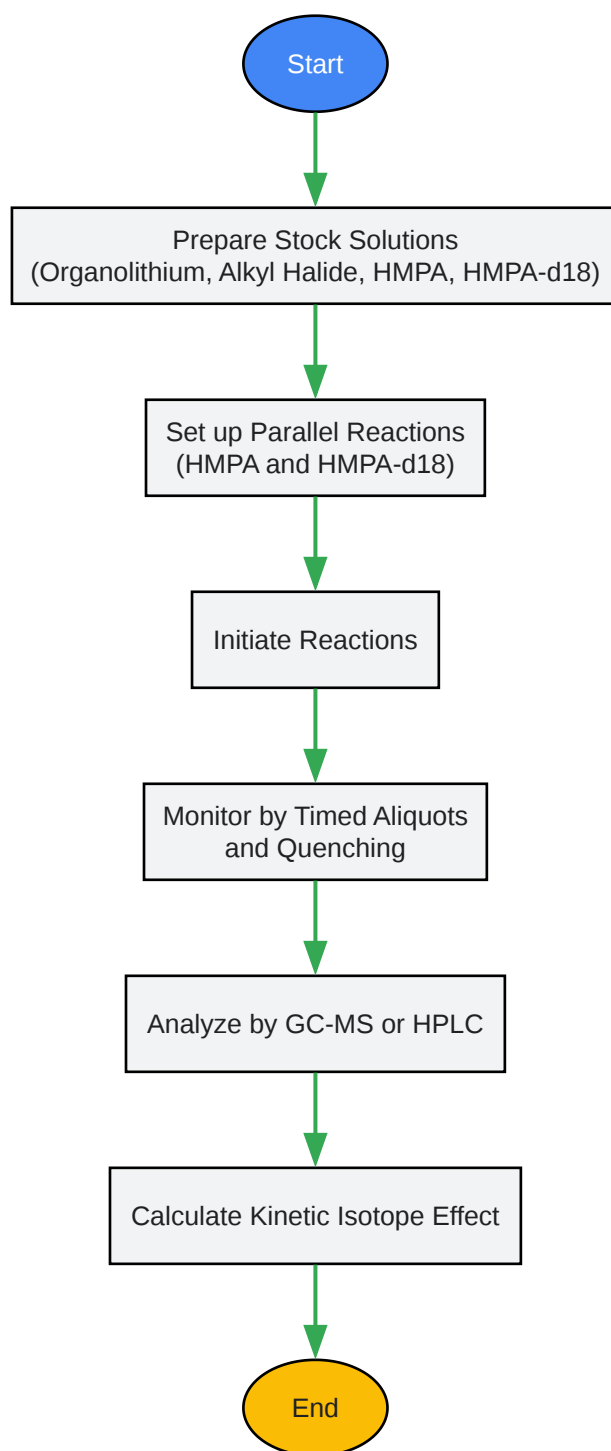 Start
Prepare Stock Solutions
(Organolithium, Alkyl Halide, HMPA, HMPA-d18)
Set up Parallel Reactions
(HMPA and HMPA-d18)
Initiate Reactions
Monitor by Timed Aliquots
and Quenching
Analyze by GC-MS or HPLC
Calculate Kinetic Isotope Effect
End